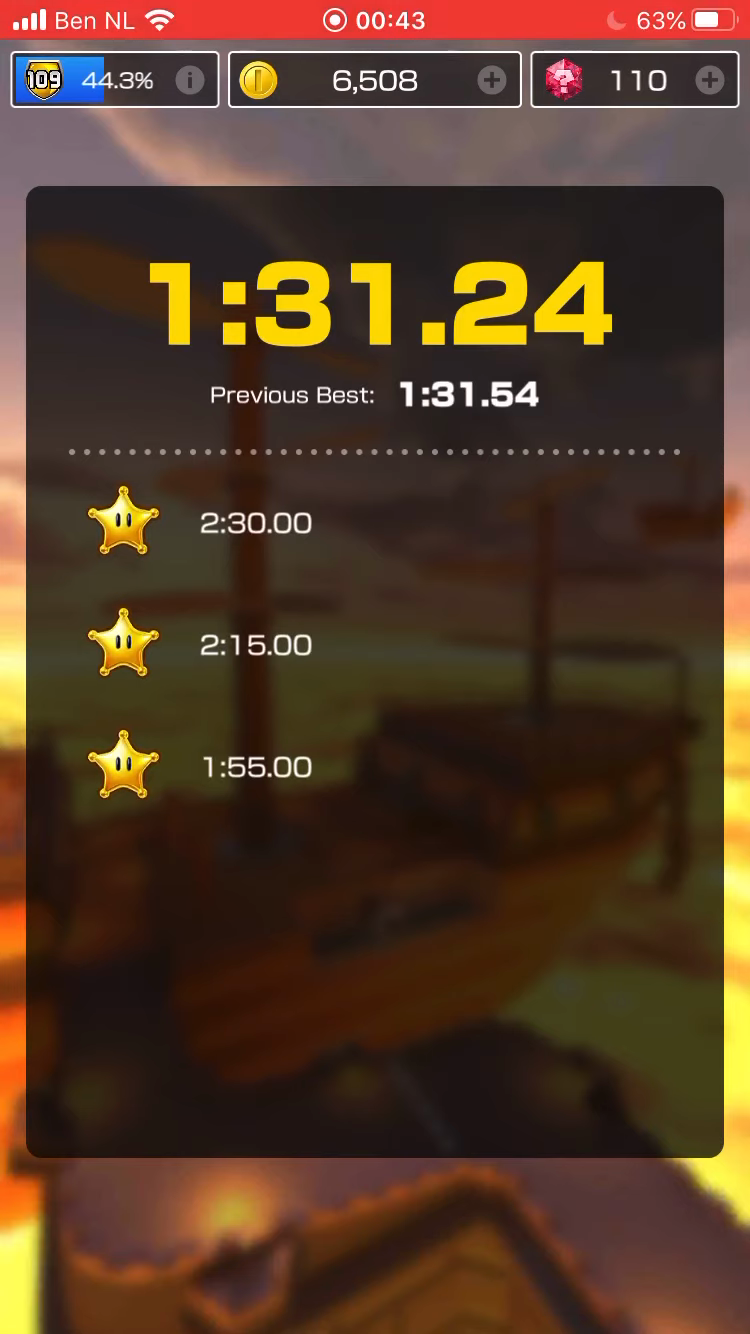 Ben NL 00:43 63%
109 44.3% i 6,508 + ? 110 +
1:31.24
Previous Best: 1:31.54
2:30.00
2:15.00
1:55.00